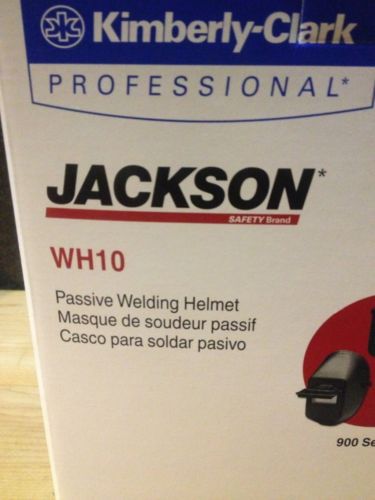 Kimberly-Clark
PROFESSIONAL*
JACKSON*
SAFETY Brand
WH10
Passive Welding Helmet
Masque de soudeur passif
Casco para soldar pasivo
900 Se